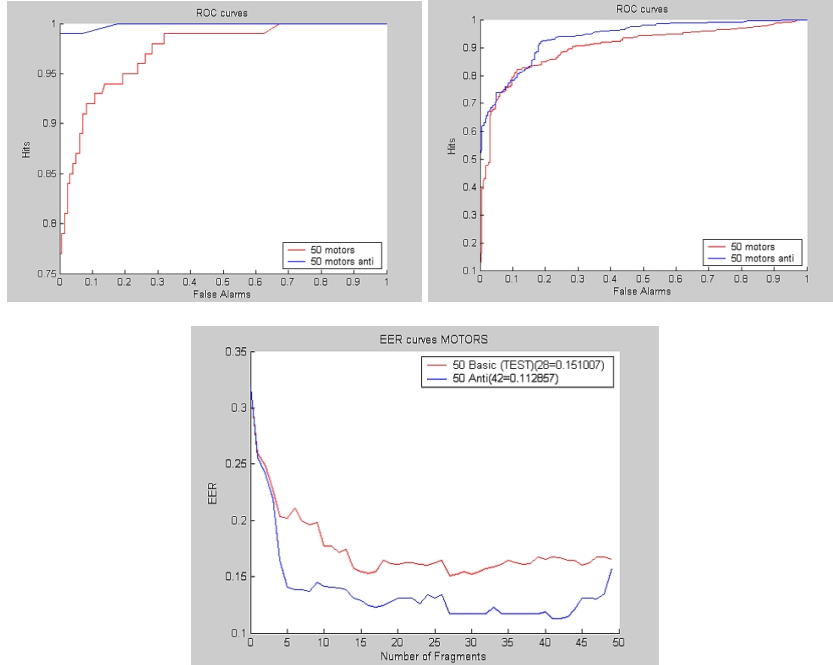 ROC curves
1
0.95
0.9
0.85
0.8
0.75
Hits
0 0.1 0.2 0.3 0.4 0.5 0.6 0.7 0.8 0.9 1
False Alarms
50 motors
50 motors anti
ROC curves
1
0.9
0.8
0.7
0.6
0.5
0.4
0.3
0.2
0.1
Hits
0 0.1 0.2 0.3 0.4 0.5 0.6 0.7 0.8 0.9 1
False Alarms
50 motors
50 motors anti
EER curves MOTORS
0.35
0.3
0.25
0.2
0.15
0.1
EER
50 Basic (TEST)(28=0.151007)
50 Anti(42=0.112857)
0 5 10 15 20 25 30 35 40 45 50
Number of Fragments